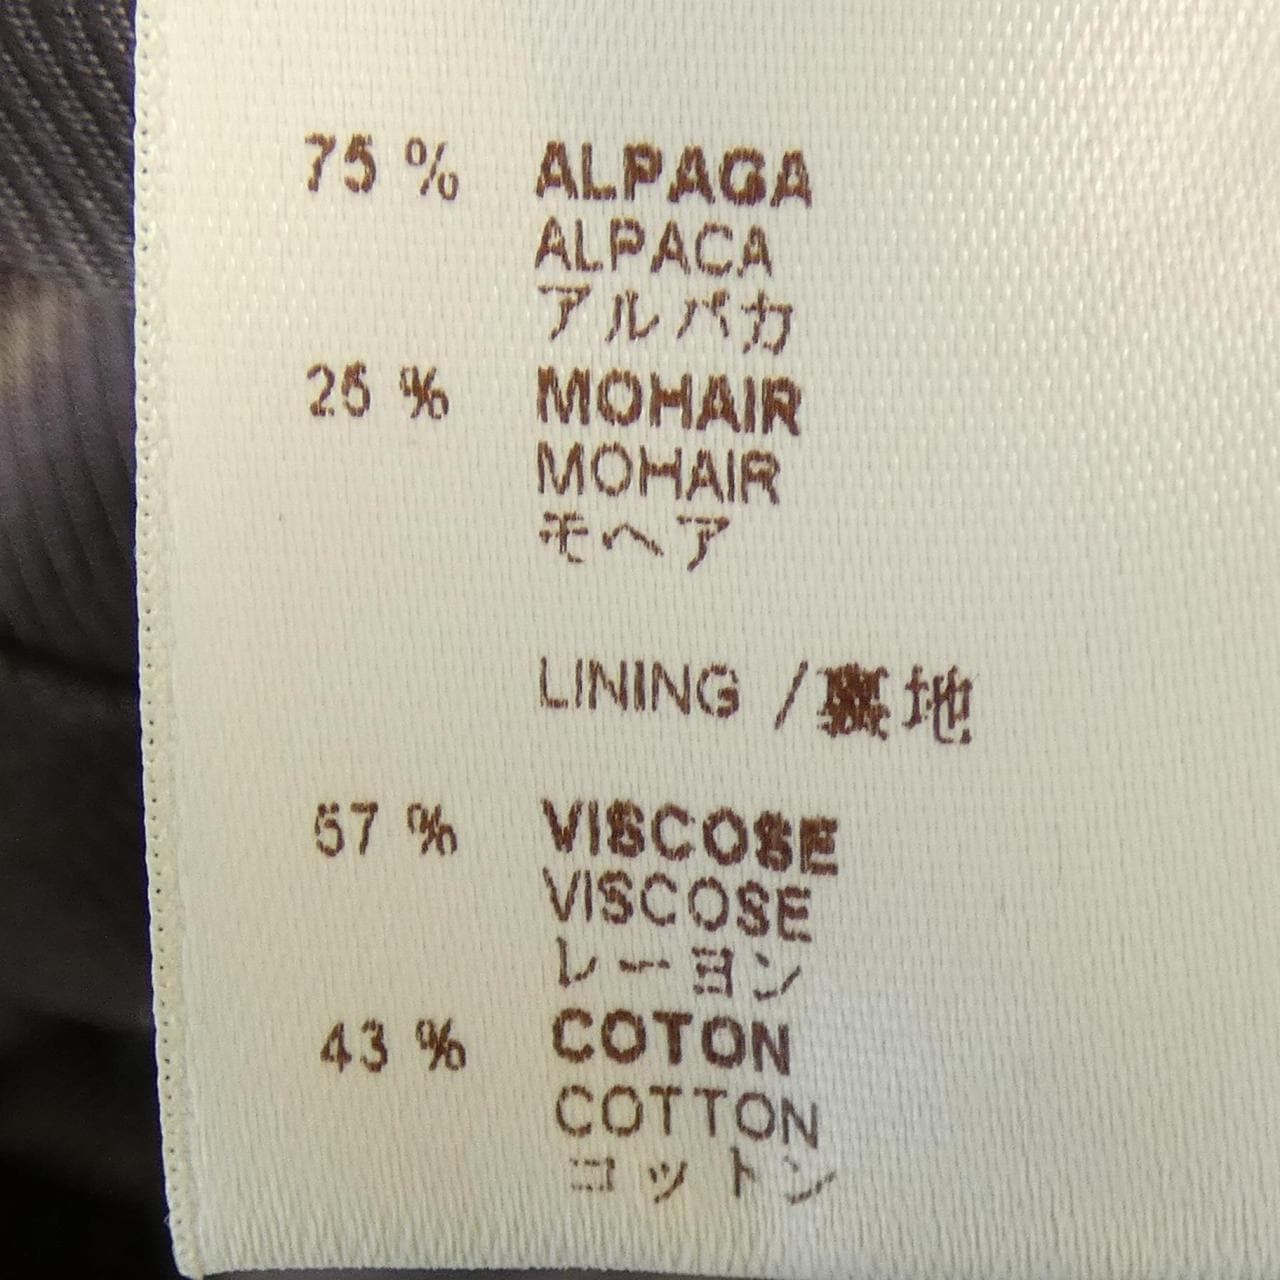 75 % ALPAGA
ALPACA
アルパカ
25 % MOHAIR
MOHAIR
モヘア
LINING / 裏地
57 % VISCOSE
VISCOSE
レーヨン
43 % COTON
COTTON
コットン